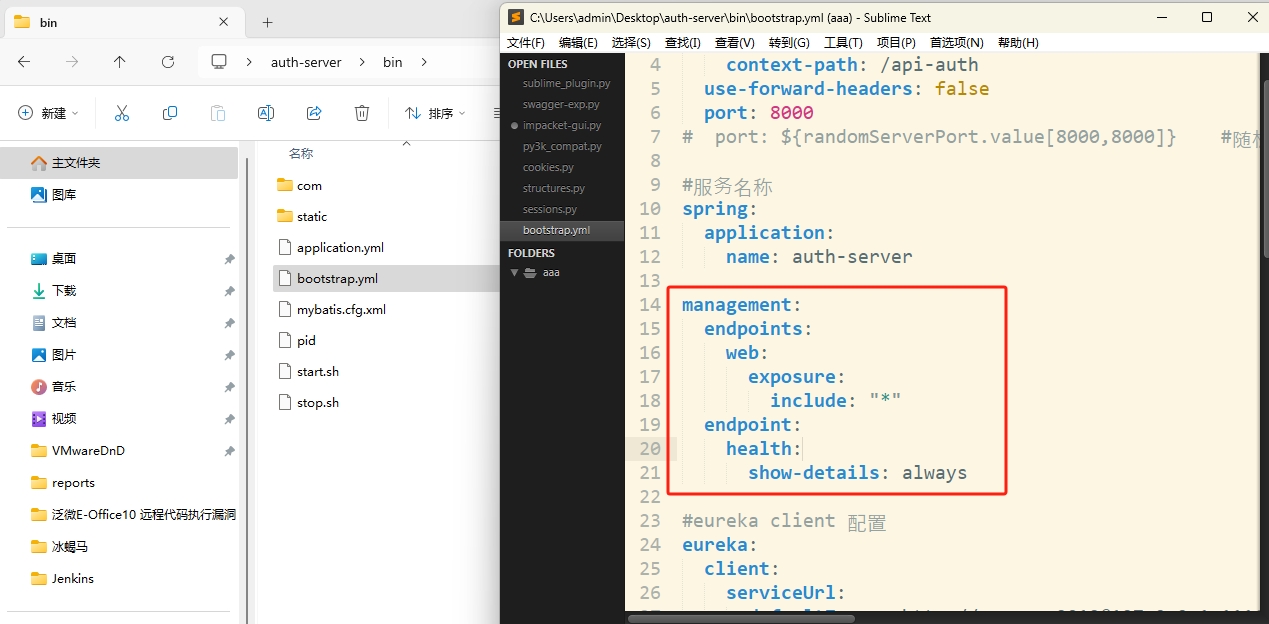 bin
auth-server
bin
新建
排序
主文件夹
图库
桌面
下载
文档
图片
音乐
视频
VMwareDnD
reports
泛微E-Office10 远程代码执行漏洞
冰蝎马
Jenkins
名称
com
static
application.yml
bootstrap.yml
mybatis.cfg.xml
pid
start.sh
stop.sh
C:\Users\admin\Desktop\auth-server\bin\bootstrap.yml (aaa) - Sublime Text
文件(F) 编辑(E) 选择(S) 查找(I) 查看(V) 转到(G) 工具(T) 项目(P) 首选项(N) 帮助(H)
OPEN FILES
sublime_plugin.py
swagger-exp.py
impacket-gui.py
py3k_compat.py
cookies.py
structures.py
sessions.py
bootstrap.yml
FOLDERS
aaa
4 context-path: /api-auth
5 use-forward-headers: false
6 port: 8000
7 # port: ${randomServerPort.value[8000,8000]} #随机
8
9 #服务名称
10 spring:
11 application:
12 name: auth-server
13
14 management:
15 endpoints:
16 web:
17 exposure:
18 include: "*"
19 endpoint:
20 health:
21 show-details: always
22
23 #eureka client 配置
24 eureka:
25 client:
26 serviceUrl: